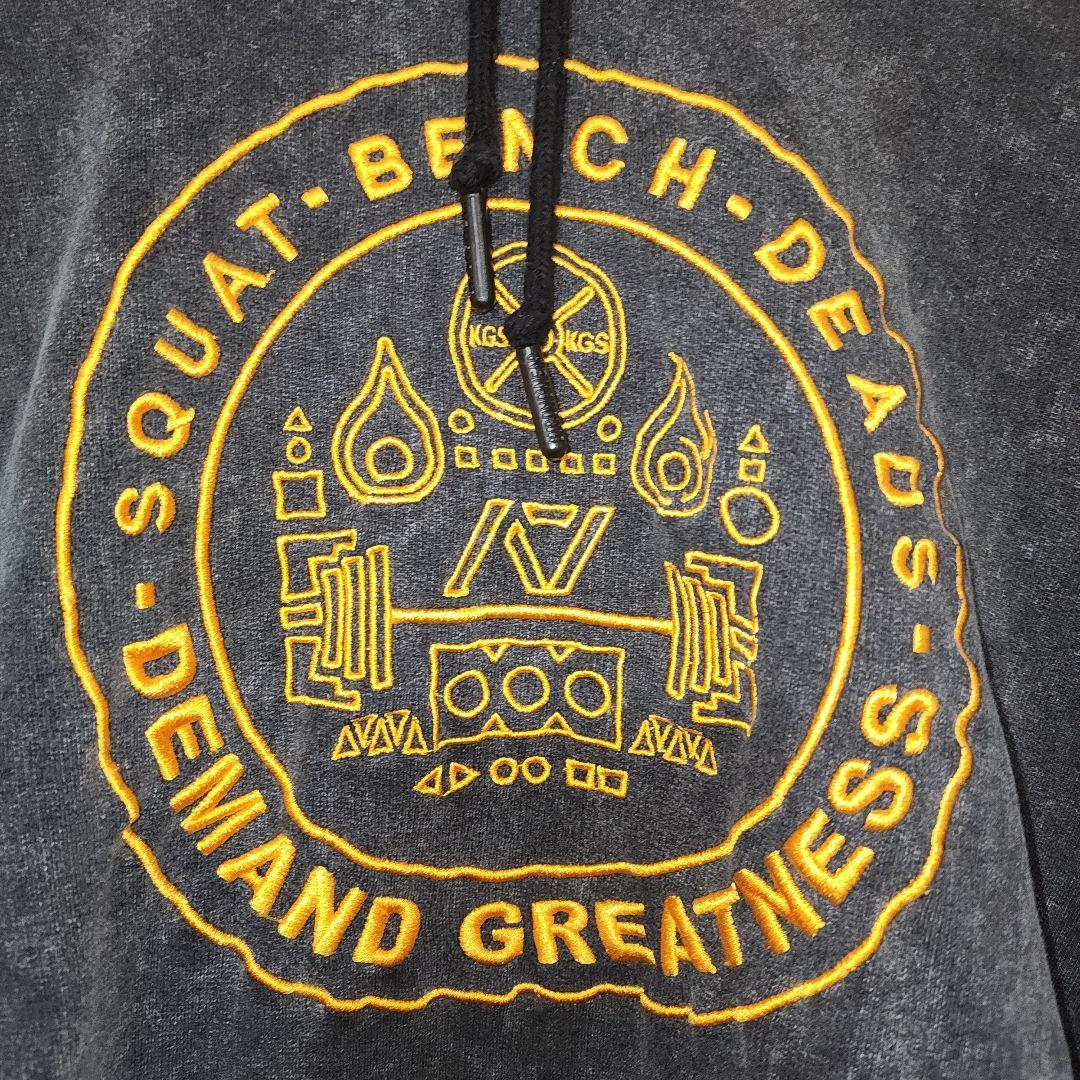 SQUAT - BENCH - DEADS -
DEMAND GREATNESS -
KGS KGS